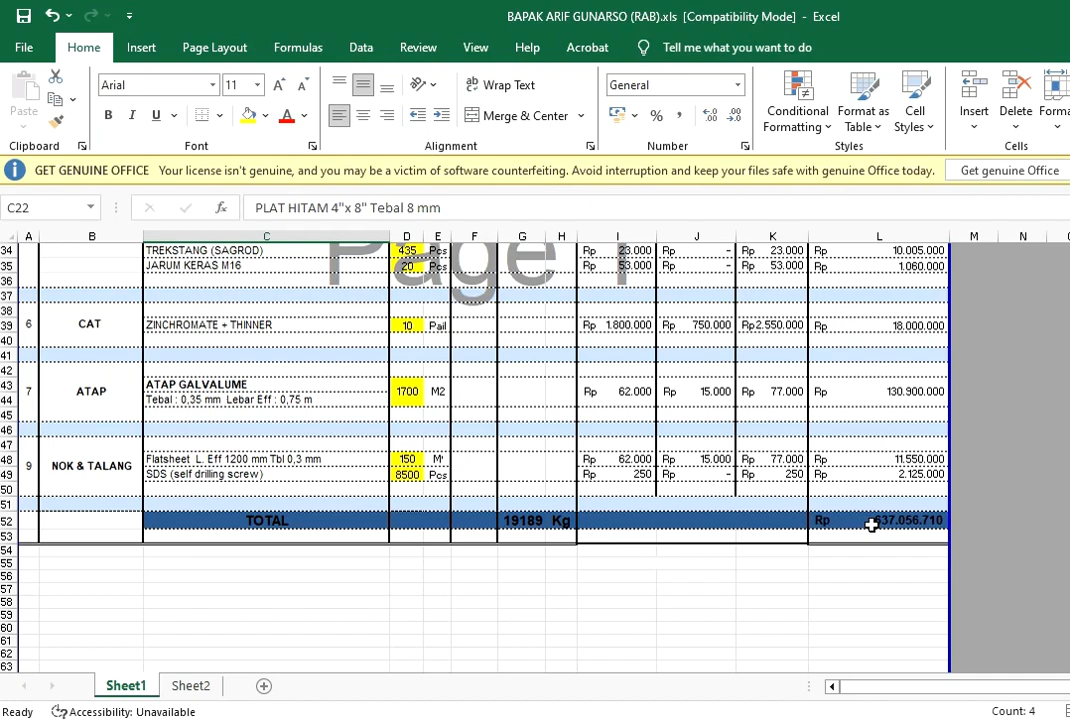 BAPAK ARIF GUNARSO (RAB).xls [Compatibility Mode] - Excel
File Home Insert Page Layout Formulas Data Review View Help Acrobat Tell me what you want to do
Paste
Arial 11
B I U
Wrap Text
Merge & Center
General
Conditional Formatting
Format as Table
Cell Styles
Insert Delete
Clipboard Font Alignment Number Styles Cells
GET GENUINE OFFICE Your license isn't genuine, and you may be a victim of software counterfeiting. Avoid interruption and keep your files safe with genuine Office today. Get genuine Office
C22 fx PLAT HITAM 4"x 8" Tebal 8 mm
A B C D E F G H I J K L M N
Page 1
34 TREKSTANG (SAGROD) 435 Pcs Rp 23.000 Rp - Rp 23.000 Rp 10.005.000
35 JARUM KERAS M16 20 Pcs Rp 53.000 Rp - Rp 53.000 Rp 1.060.000
36
37
38
39 6 CAT ZINCHROMATE + THINNER 10 Pail Rp 1.800.000 Rp 750.000 Rp 2.550.000 Rp 18.000.000
40
41
42
43 7 ATAP ATAP GALVALUME 1700 M2 Rp 62.000 Rp 15.000 Rp 77.000 Rp 130.900.000
44 Tebal : 0,35 mm Lebar Eff : 0,75 m
45
46
47
48 9 NOK & TALANG Flatsheet L. Eff 1200 mm Tbl 0,3 mm 150 M' Rp 62.000 Rp 15.000 Rp 77.000 Rp 11.550.000
49 SDS (self drilling screw) 8500 Pcs Rp 250 Rp - Rp 250 Rp 2.125.000
50
51
52 TOTAL 19189 Kg Rp 37.056.710
53
54
55
56
57
58
59
60
61
62
63
Sheet1 Sheet2
Ready Accessibility: Unavailable Count: 4